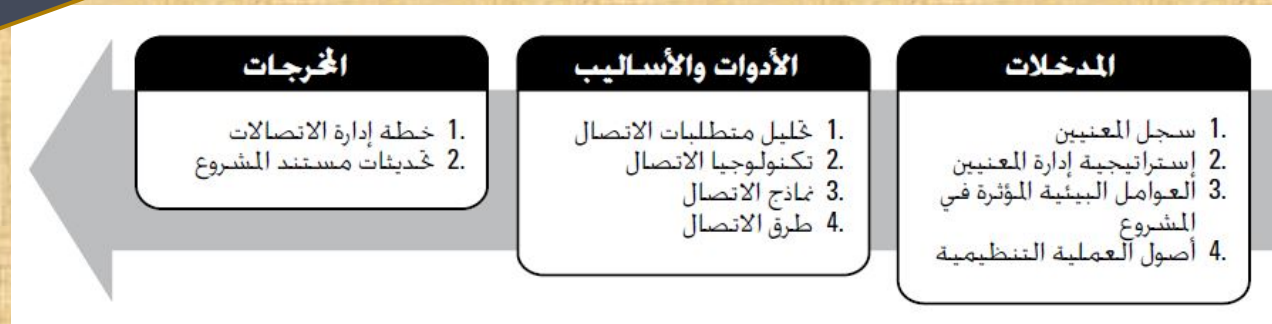 المدخلات
1. سجل المعنيين
2. إستراتيجية إدارة المعنيين
3. العوامل البيئية المؤثرة في
المشروع
4. أصول العملية التنظيمية
الأدوات والأساليب
1. تحليل متطلبات الاتصال
2. تكنولوجيا الاتصال
3. نماذج الاتصال
4. طرق الاتصال
المخرجات
1. خطة إدارة الاتصالات
2. تحديثات مستند المشروع